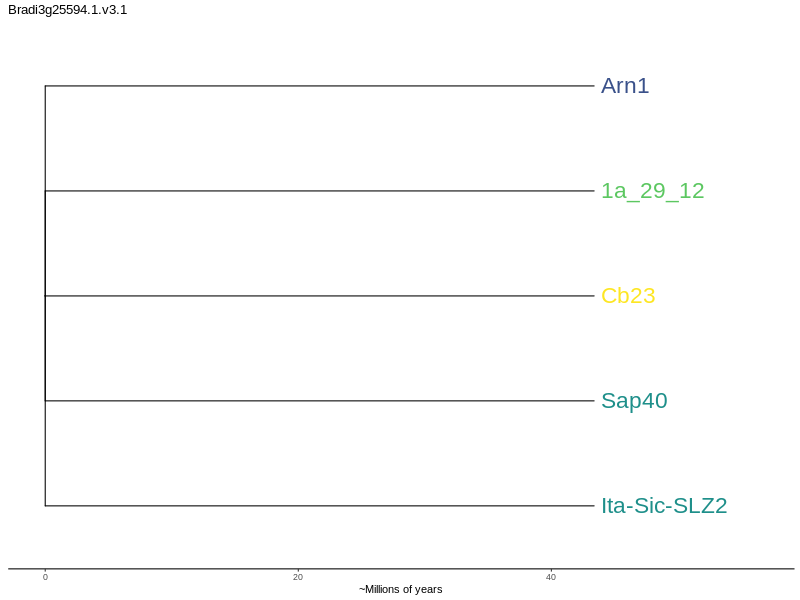 Bradi3g25594.1.v3.1
Arn1
1a_29_12
Cb23
Sap40
Ita-Sic-SLZ2
0 20 40
~Millions of years